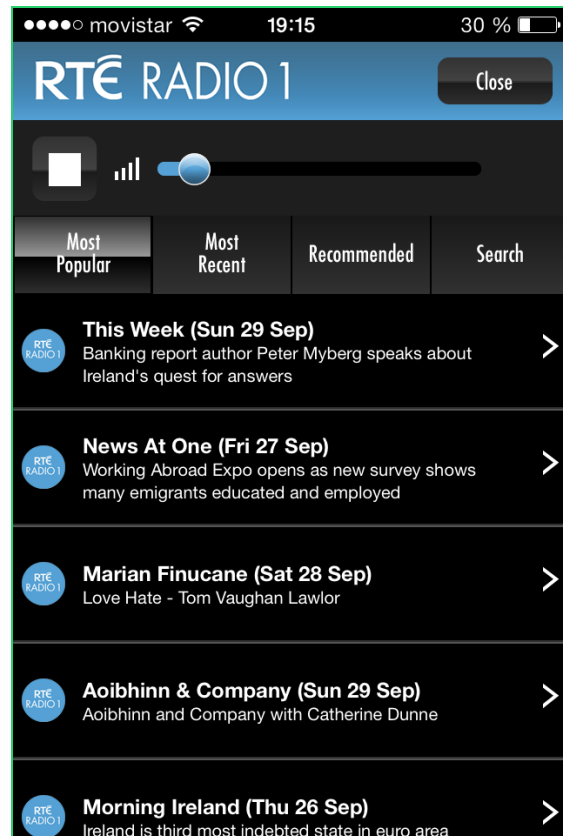 movistar 19:15 30 %
RTÉ RADIO 1 Close
Most Popular Most Recent Recommended Search
This Week (Sun 29 Sep)
RTÉ RADIO 1
Banking report author Peter Myberg speaks about
Ireland's quest for answers
News At One (Fri 27 Sep)
RTÉ RADIO 1
Working Abroad Expo opens as new survey shows
many emigrants educated and employed
Marian Finucane (Sat 28 Sep)
RTÉ RADIO 1
Love Hate - Tom Vaughan Lawlor
Aoibhinn & Company (Sun 29 Sep)
RTÉ RADIO 1
Aoibhinn and Company with Catherine Dunne
Morning Ireland (Thu 26 Sep)
RTÉ RADIO 1
Ireland is third most indebted state in euro area